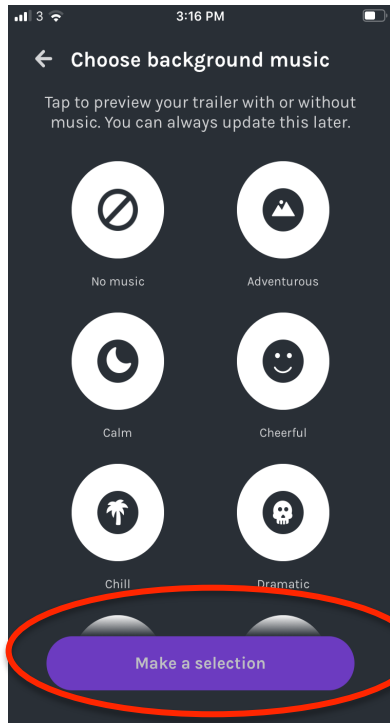 3
3:16 PM
Choose background music
Tap to preview your trailer with or without
music. You can always update this later.
No music
Adventurous
Calm
Cheerful
Chill
Dramatic
Make a selection